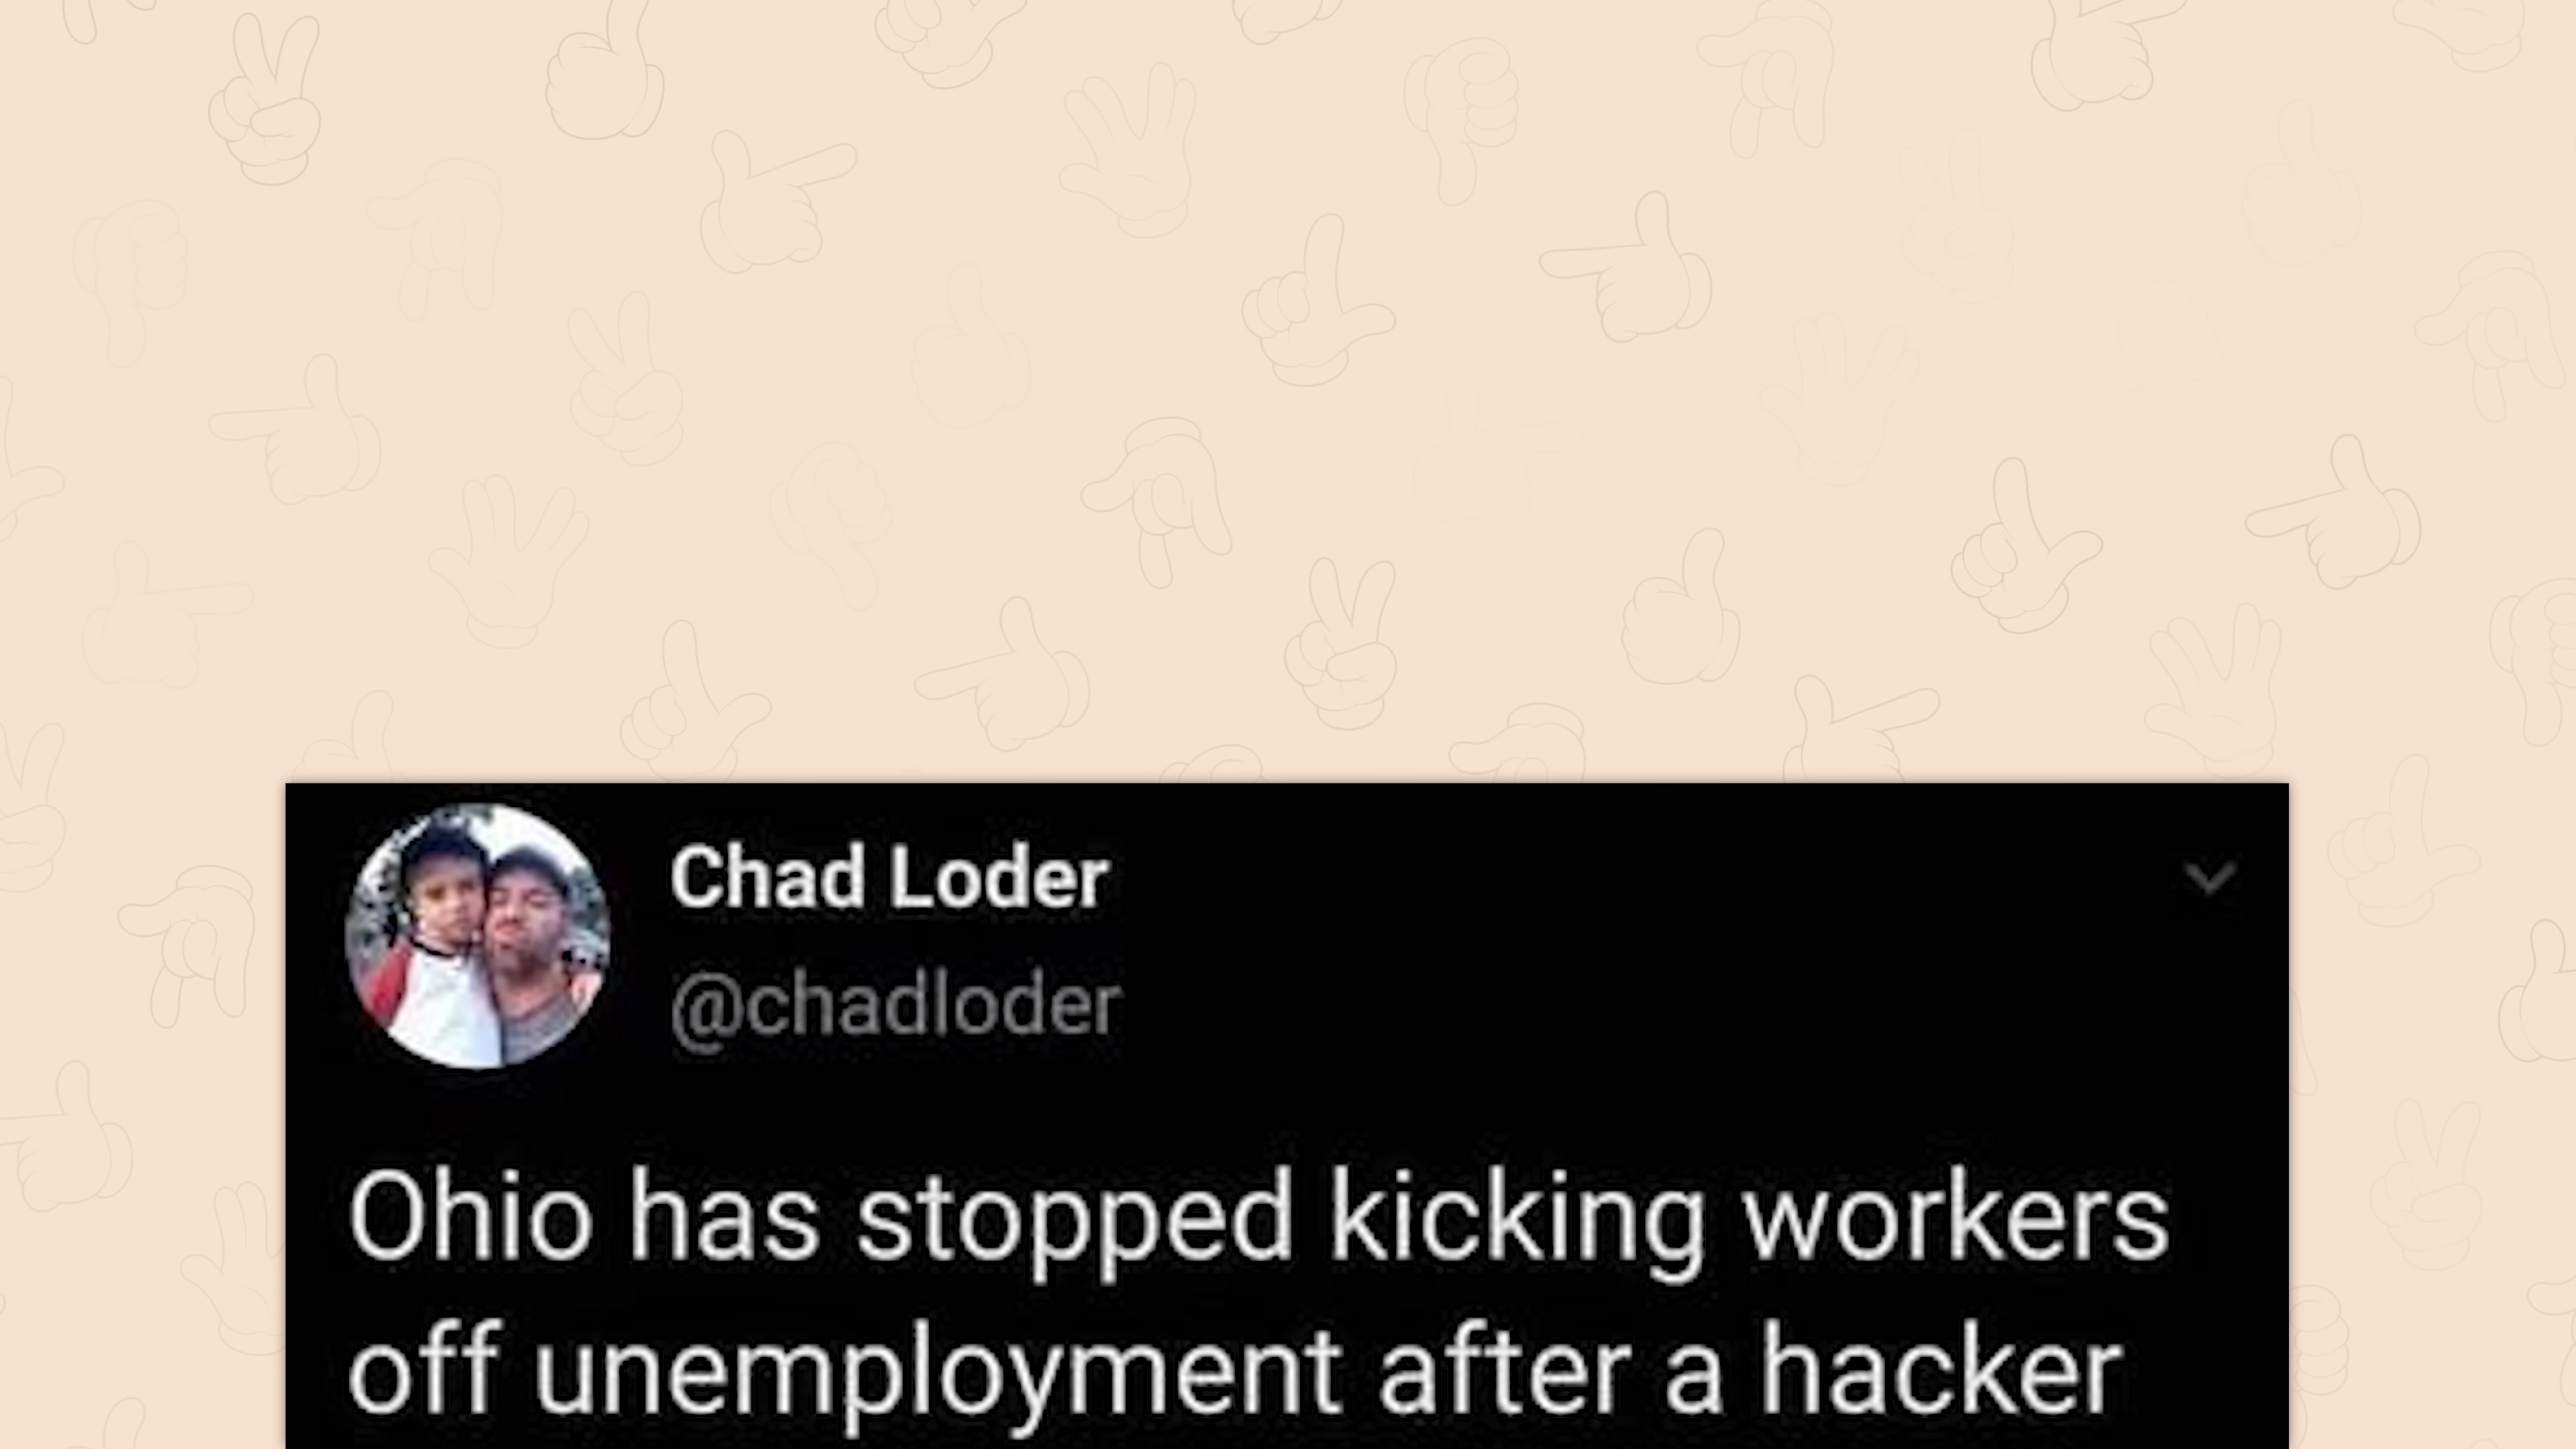 Chad Loder
@chadloder
Ohio has stopped kicking workers
off unemployment after a hacker